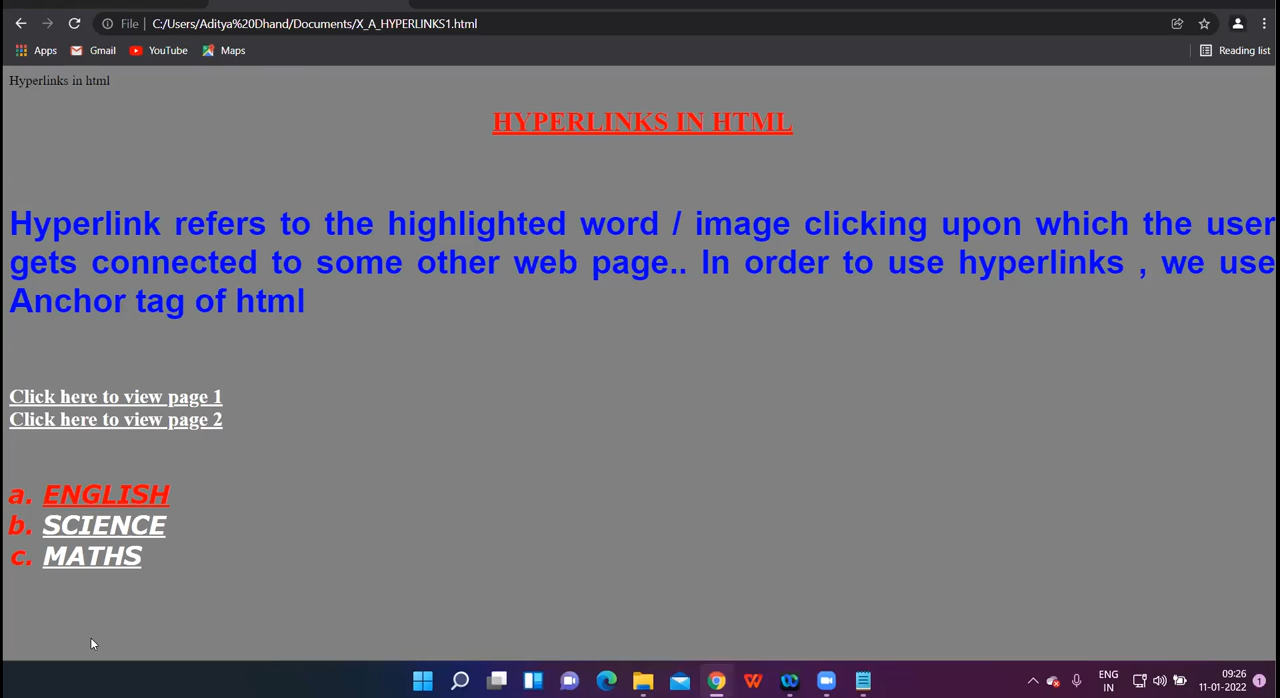 File | C:/Users/Aditya%20Dhand/Documents/X_A_HYPERLINKS1.html
Apps Gmail YouTube Maps Reading list
Hyperlinks in html
HYPERLINKS IN HTML
Hyperlink refers to the highlighted word / image clicking upon which the user
gets connected to some other web page.. In order to use hyperlinks , we use
Anchor tag of html
Click here to view page 1
Click here to view page 2
a. ENGLISH
b. SCIENCE
c. MATHS
ENG 09:26
IN 11-01-2022 1